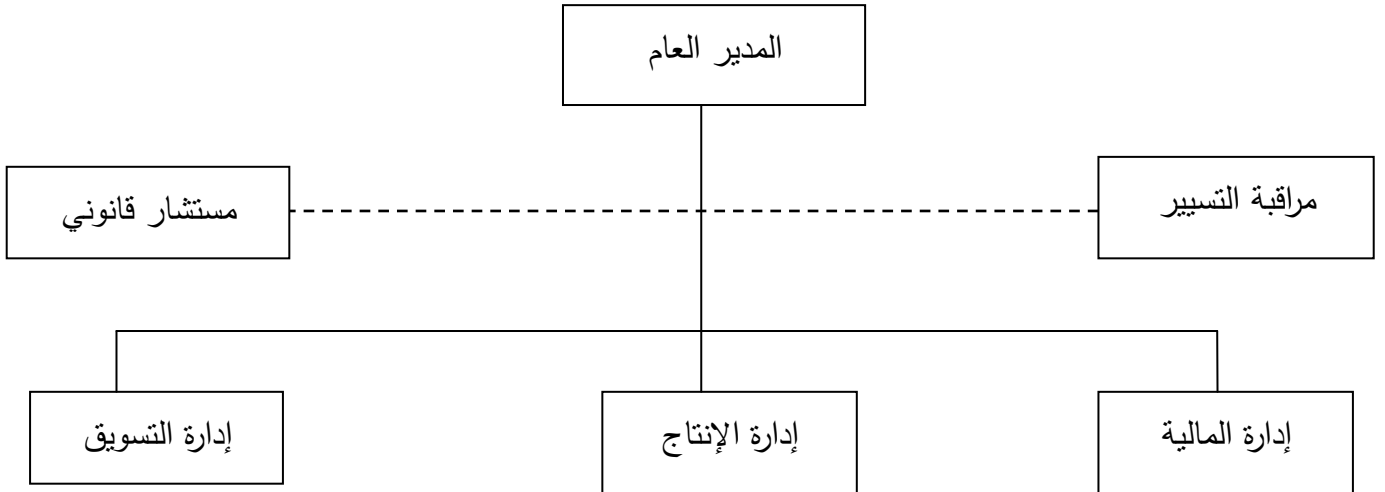 المدير العام
مراقبة التسيير
مستشار قانوني
إدارة المالية
إدارة الإنتاج
إدارة التسويق